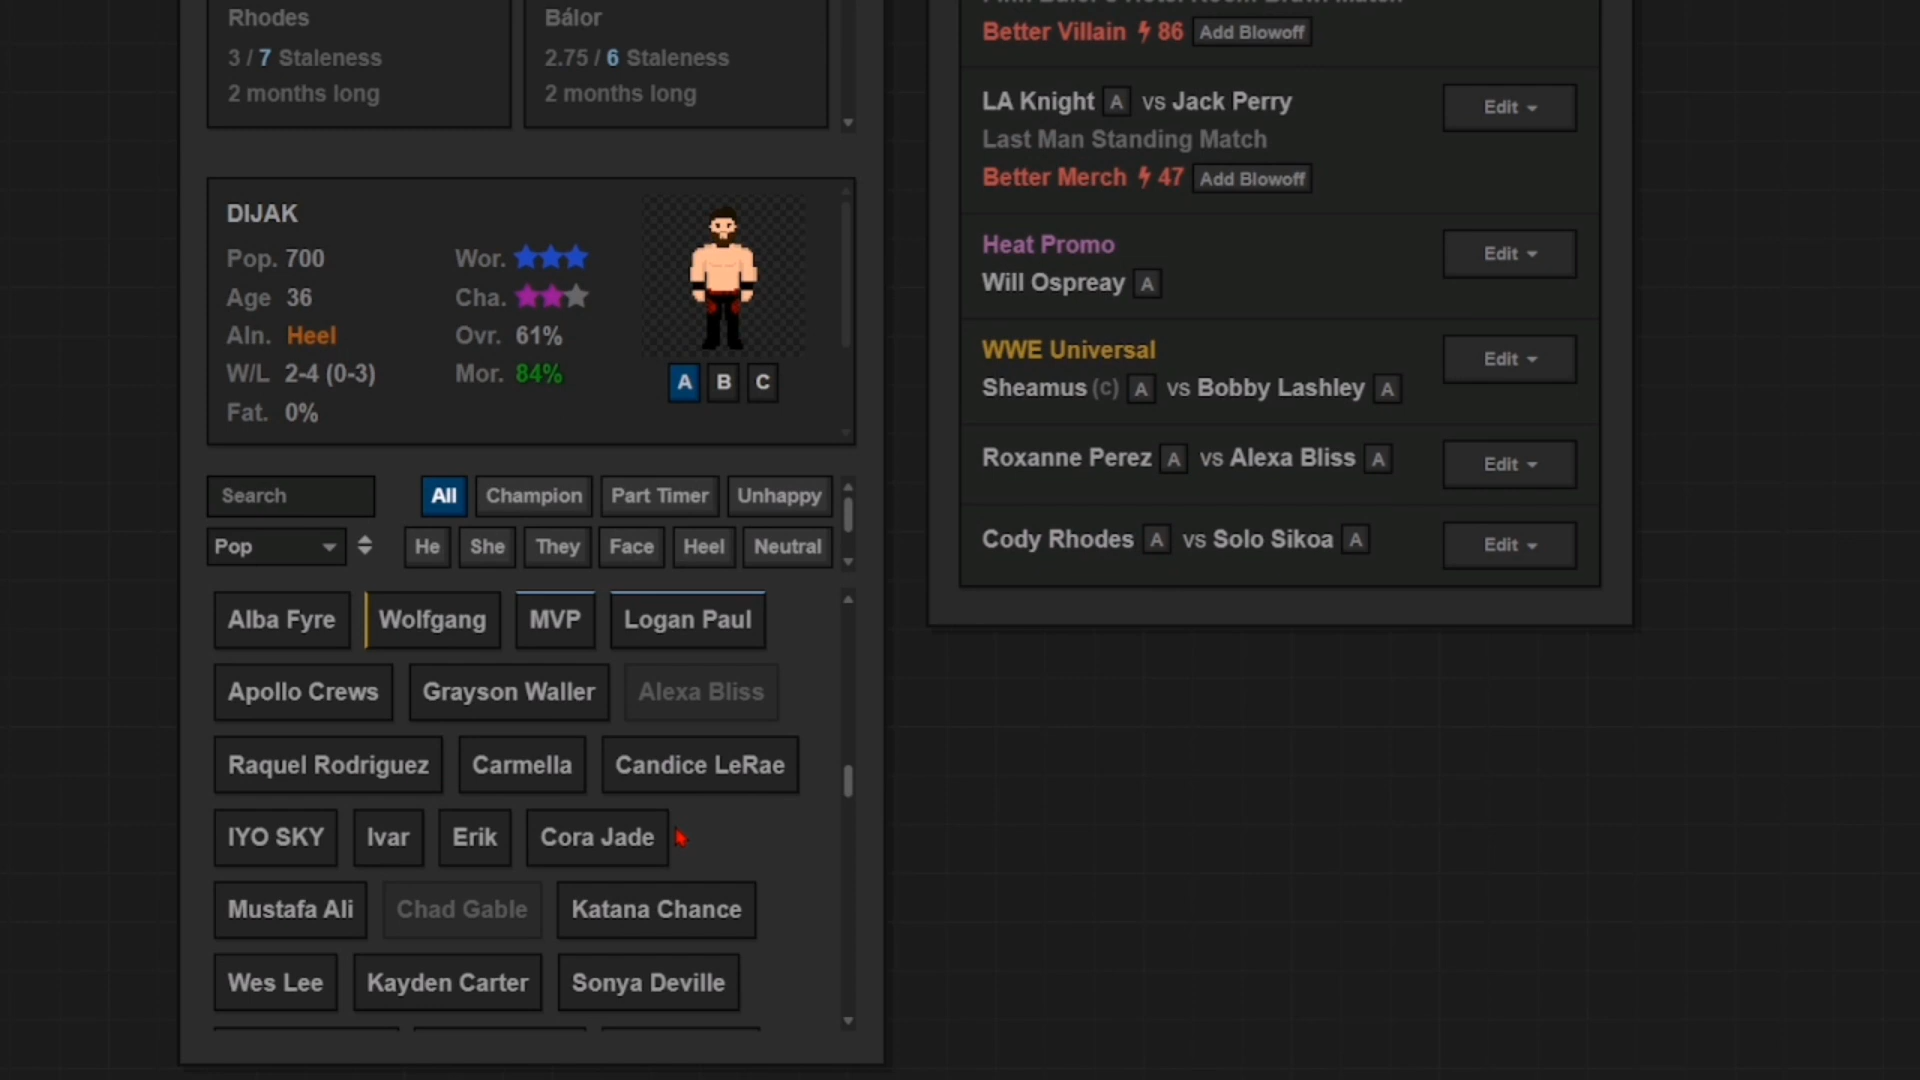 Rhodes
3 / 7 Staleness
2 months long
Bálor
2.75 / 6 Staleness
2 months long
DIJAK
Pop. 700
Age 36
Aln. Heel
W/L 2-4 (0-3)
Fat. 0%
Wor.
Cha.
Ovr. 61%
Mor. 84%
A B C
Search
All Champion Part Timer Unhappy
Pop
He She They Face Heel Neutral
Alba Fyre Wolfgang MVP Logan Paul
Apollo Crews Grayson Waller Alexa Bliss
Raquel Rodriguez Carmella Candice LeRae
IYO SKY Ivar Erik Cora Jade
Mustafa Ali Chad Gable Katana Chance
Wes Lee Kayden Carter Sonya Deville
Better Villain 86 Add Blowoff
LA Knight A vs Jack Perry
Edit
Last Man Standing Match
Better Merch 47 Add Blowoff
Heat Promo
Edit
Will Ospreay A
WWE Universal
Edit
Sheamus (c) A vs Bobby Lashley A
Roxanne Perez A vs Alexa Bliss A
Edit
Cody Rhodes A vs Solo Sikoa A
Edit